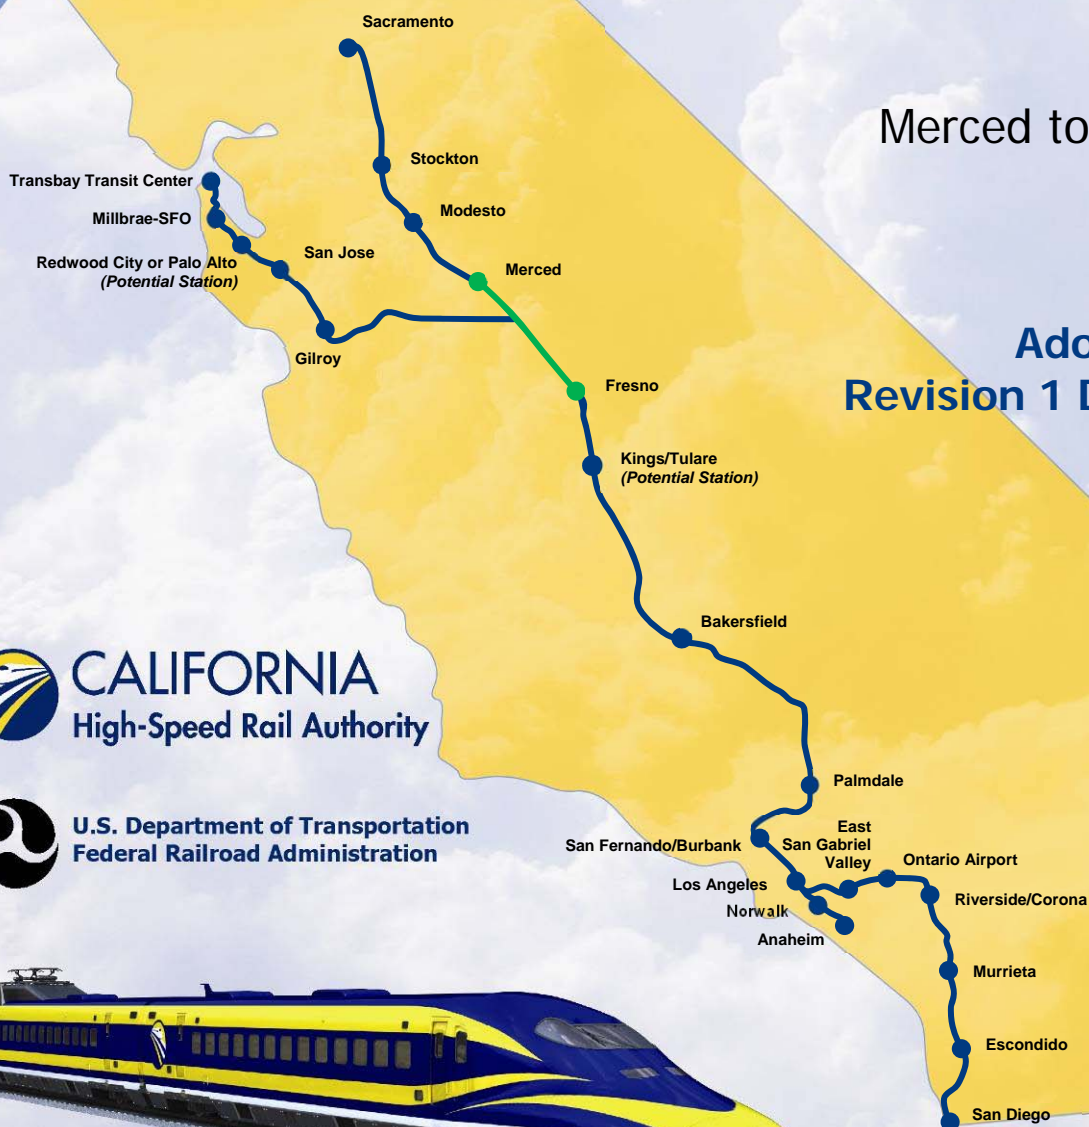 Sacramento
Merced to
Stockton
Transbay Transit Center
Modesto
Millbrae-SFO
San Jose
Redwood City or Palo Alto
(Potential Station)
Merced
Gilroy
Ado
Revision 1 D
Fresno
Kings/Tulare
(Potential Station)
Bakersfield
CALIFORNIA
High-Speed Rail Authority
Palmdale
U.S. Department of Transportation
Federal Railroad Administration
San Fernando/Burbank
East
San Gabriel
Valley
Ontario Airport
Los Angeles
Riverside/Corona
Norwalk
Anaheim
Murrieta
Escondido
San Diego